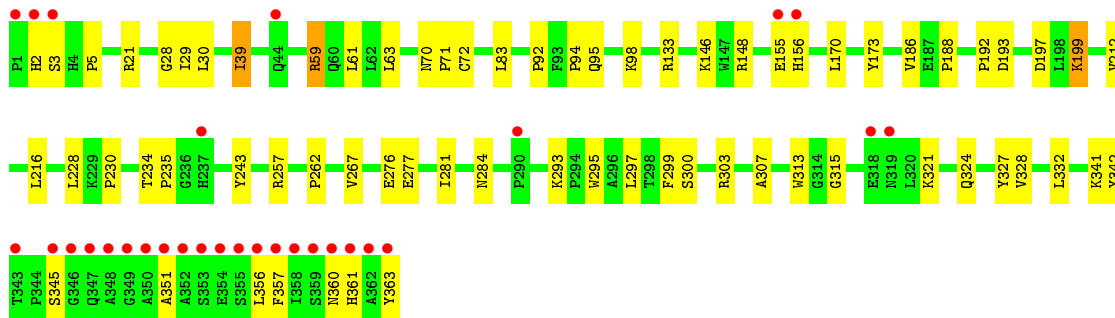 P1 H2 S3 H4 P5 R21 G28 I29 L30 I39 Q44 R59 Q60 L61 L62 L63 N70 P71 C72 L83 P92 F93 P94 Q95 K98 R133 K146 W147 R148 E155 H156 L170 Y173 V186 E187 P188 P192 D193 D197 L198 K199
L216 L228 K229 P230 T234 P235 G236 H237 Y243 R257 P262 V267 E276 E277 I281 N284 P290 K293 P294 W295 A296 L297 T298 F299 S300 R303 A307 W313 G314 G315 E318 N319 L320 K321 Q324 Y327 V328 L332 K341
T343 P344 S345 G346 Q347 A348 G349 A350 A351 A352 S353 E354 S355 L356 F357 I358 S359 N360 H361 A362 Y363